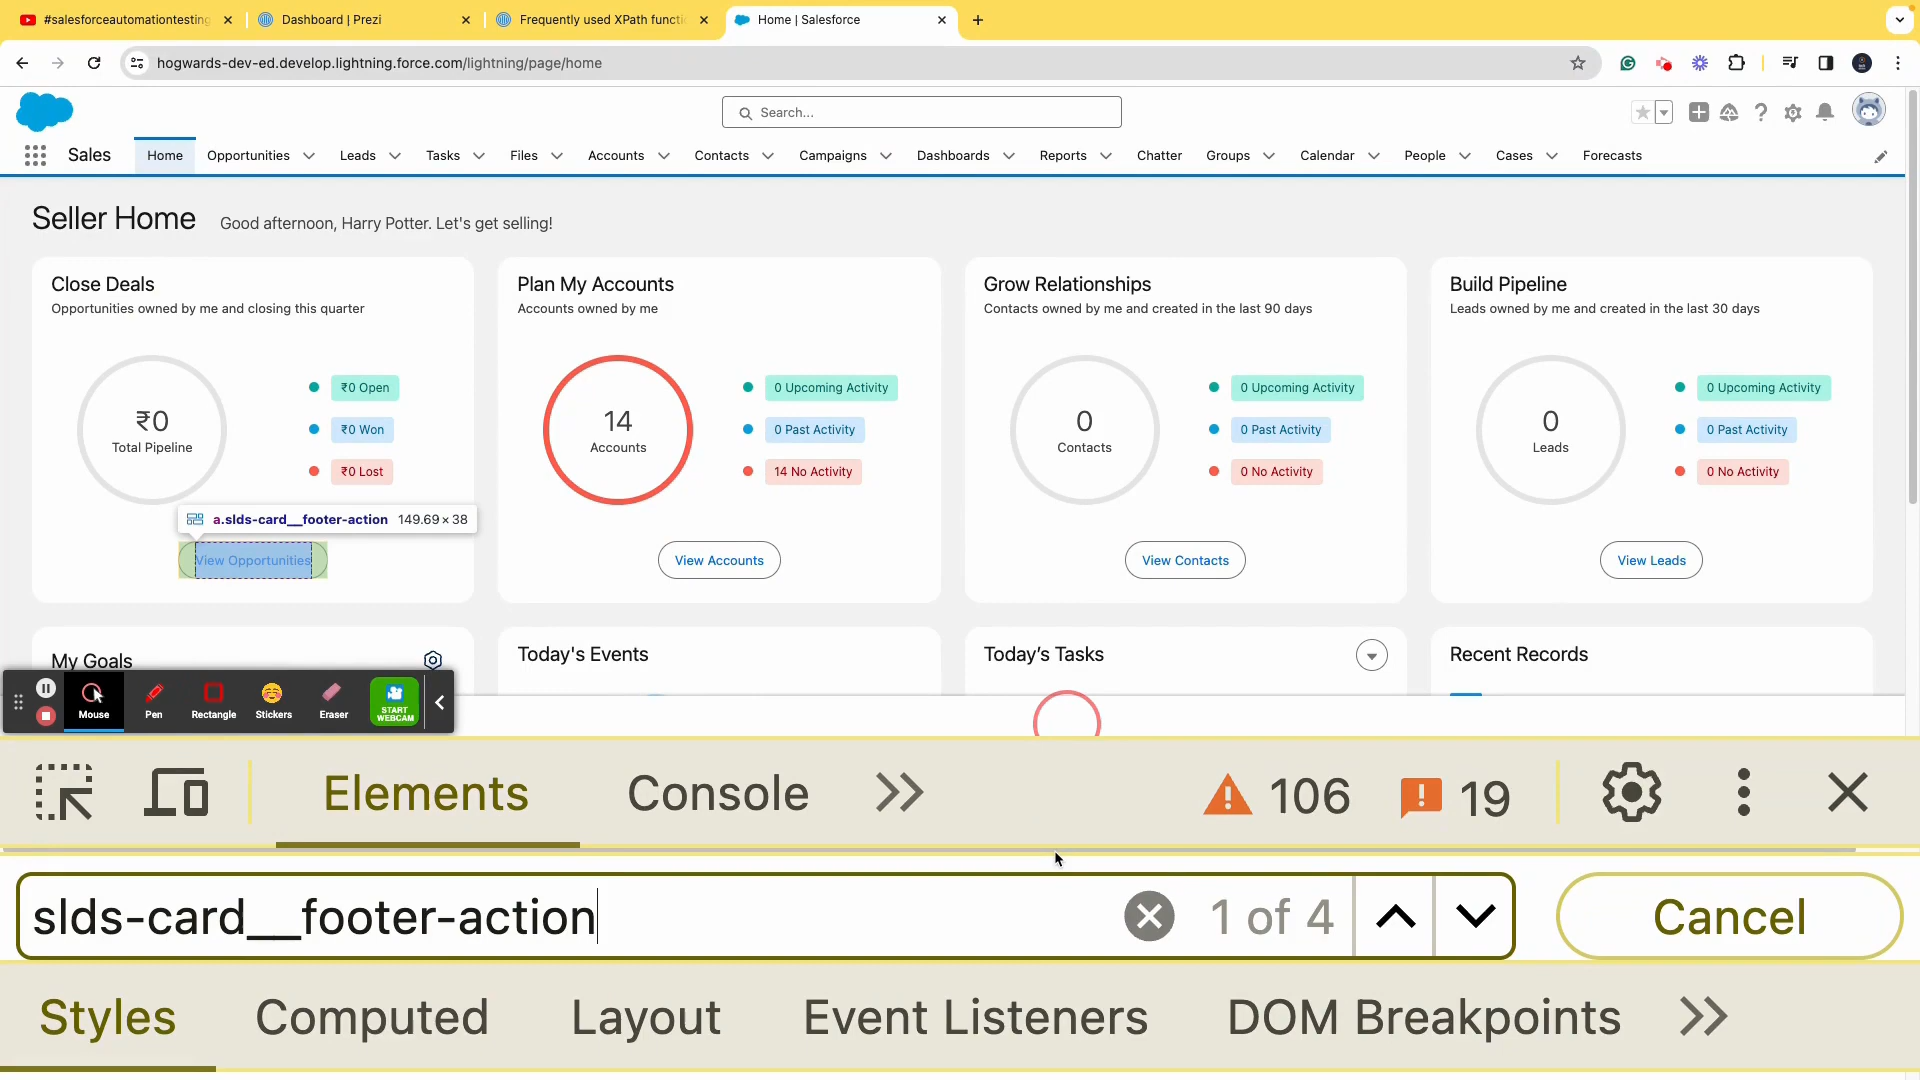 #salesforceautomationtesting
Dashboard | Prezi
Frequently used XPath functi
Home | Salesforce
hogwards-dev-ed.develop.lightning.force.com/lightning/page/home
Search...
Sales
Home
Opportunities
Leads
Tasks
Files
Accounts
Contacts
Campaigns
Dashboards
Reports
Chatter
Groups
Calendar
People
Cases
Forecasts
Seller Home
Good afternoon, Harry Potter. Let's get selling!
Close Deals
Opportunities owned by me and closing this quarter
₹0
Total Pipeline
₹0 Open
₹0 Won
₹0 Lost
a.slds-card__footer-action 149.69 × 38
View Opportunities
Plan My Accounts
Accounts owned by me
14
Accounts
0 Upcoming Activity
0 Past Activity
14 No Activity
View Accounts
Grow Relationships
Contacts owned by me and created in the last 90 days
0
Contacts
0 Upcoming Activity
0 Past Activity
0 No Activity
View Contacts
Build Pipeline
Leads owned by me and created in the last 30 days
0
Leads
0 Upcoming Activity
0 Past Activity
0 No Activity
View Leads
My Goals
Today's Events
Today's Tasks
Recent Records
Mouse
Pen
Rectangle
Stickers
Eraser
START
WEBCAM
Elements
Console
106
19
slds-card__footer-action
1 of 4
Cancel
Styles
Computed
Layout
Event Listeners
DOM Breakpoints